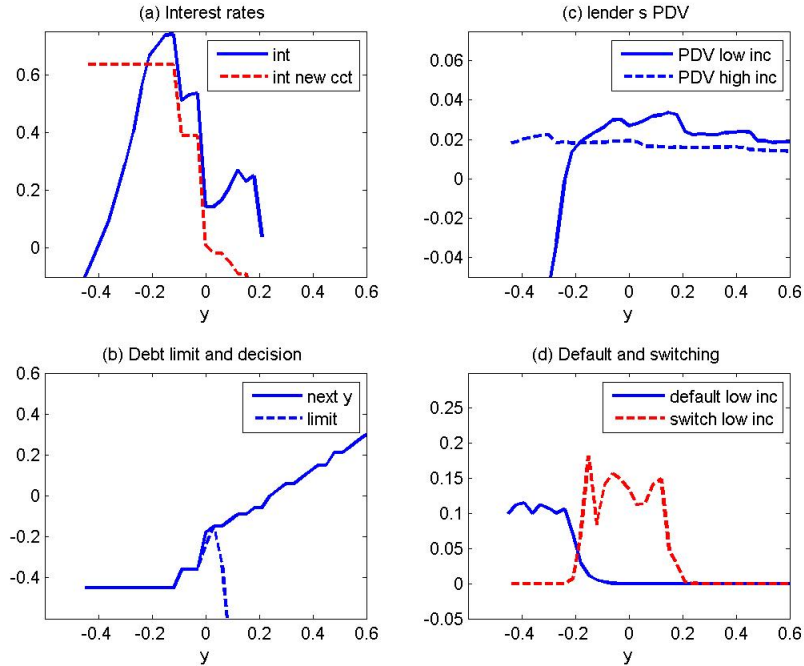 (a) Interest rates
int
int new cct
0.6
0.4
0.2
0
-0.4 -0.2 0 0.2 0.4 0.6
y
(c) lender s PDV
PDV low inc
PDV high inc
0.06
0.04
0.02
0
-0.02
-0.04
-0.4 -0.2 0 0.2 0.4 0.6
y
(b) Debt limit and decision
next y
limit
0.6
0.4
0.2
0
-0.2
-0.4
-0.4 -0.2 0 0.2 0.4 0.6
y
(d) Default and switching
default low inc
switch low inc
0.25
0.2
0.15
0.1
0.05
0
-0.05
-0.4 -0.2 0 0.2 0.4 0.6
y